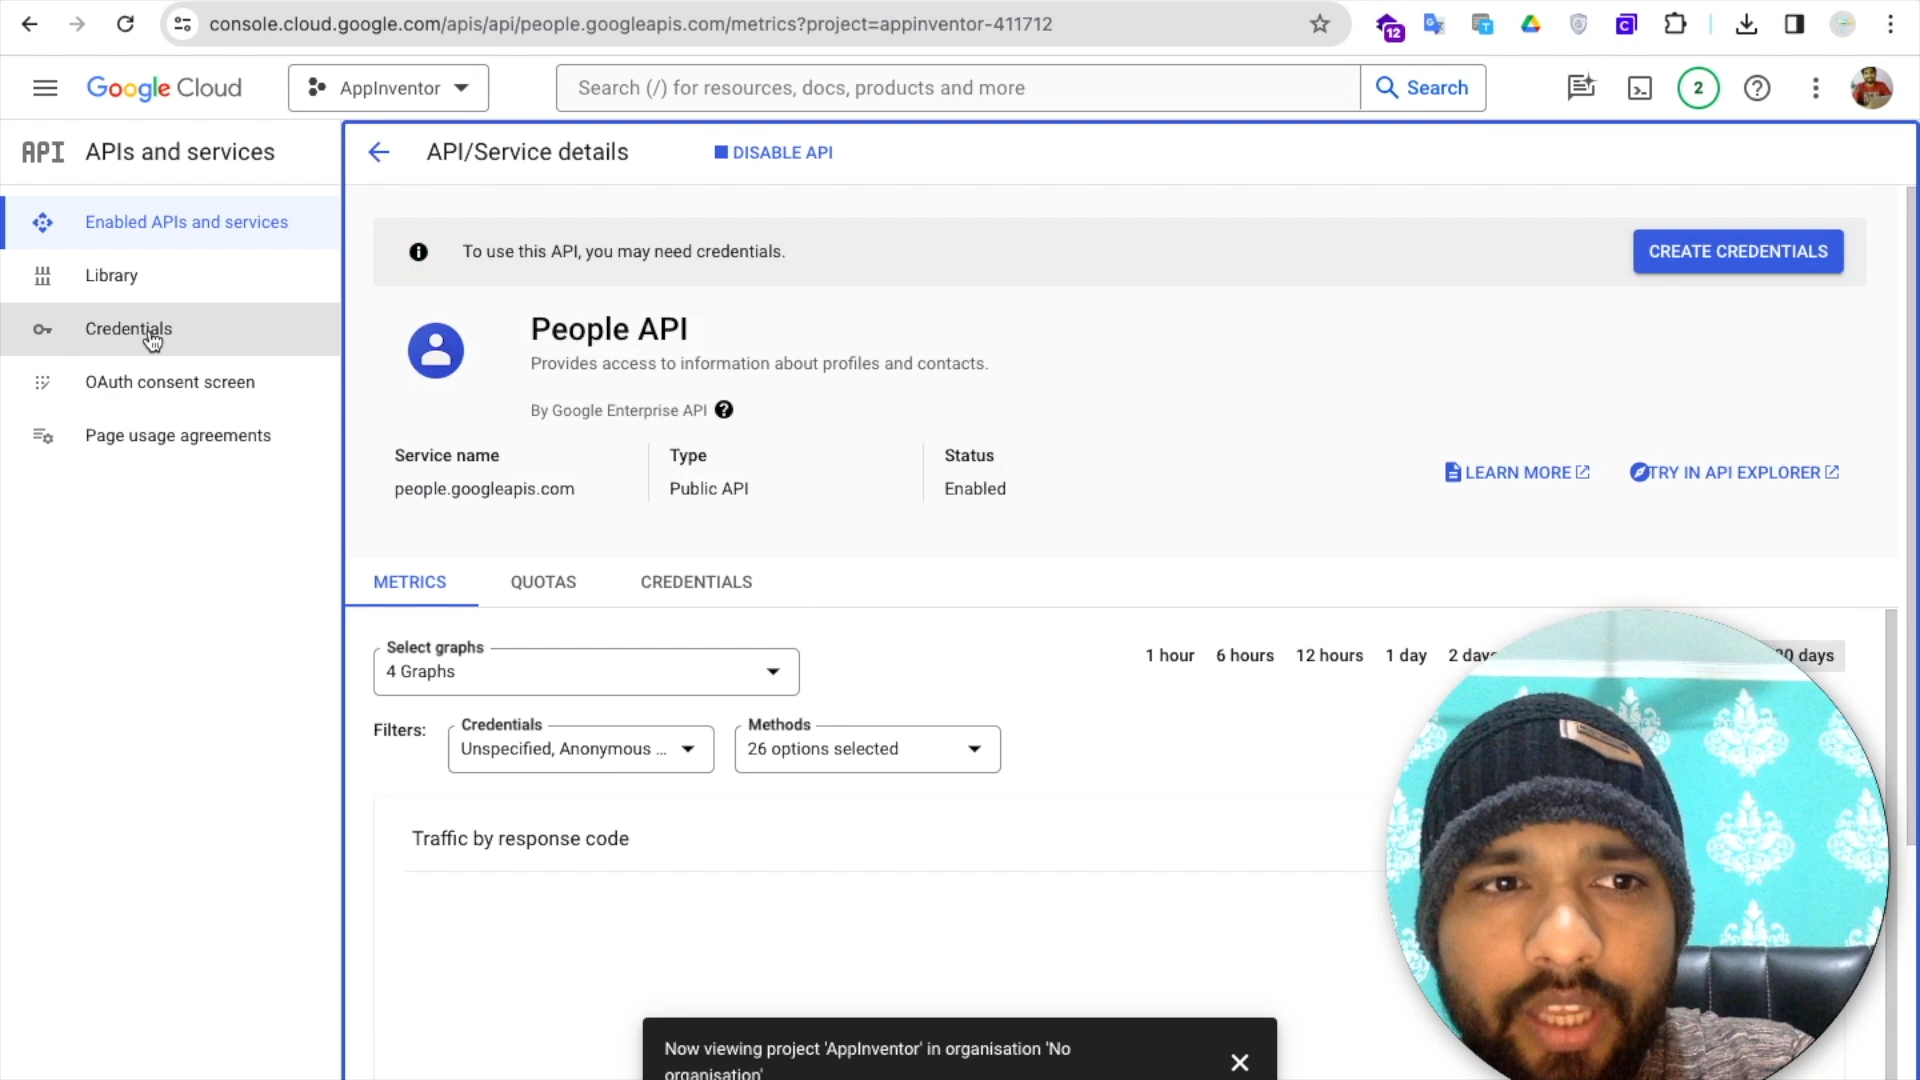 console.cloud.google.com/apis/api/people.googleapis.com/metrics?project=appinventor-411712
12
Google Cloud
AppInventor
Search (/) for resources, docs, products and more
Search
2
API APIs and services
API/Service details
DISABLE API
Enabled APIs and services
Library
Credentials
OAuth consent screen
Page usage agreements
To use this API, you may need credentials.
CREATE CREDENTIALS
People API
Provides access to information about profiles and contacts.
By Google Enterprise API
Service name
people.googleapis.com
Type
Public API
Status
Enabled
LEARN MORE
TRY IN API EXPLORER
METRICS
QUOTAS
CREDENTIALS
Select graphs
4 Graphs
1 hour
6 hours
12 hours
1 day
2 days
days
Filters:
Credentials
Unspecified, Anonymous ...
Methods
26 options selected
Traffic by response code
Now viewing project 'AppInventor' in organisation 'No
organisation'